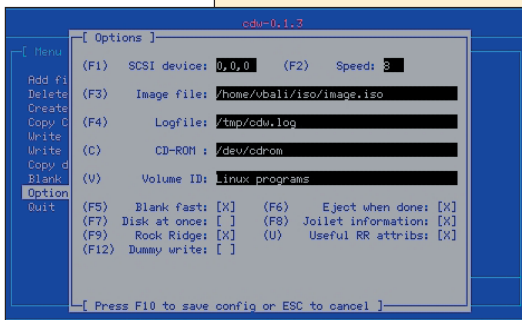 cdw-0.1.3
[ Menu
[ Options ]
(F1) SCSI device: 0,0,0 (F2) Speed: 8
(F3) Image file: /home/vbali/iso/image.iso
(F4) Logfile: /tmp/cdw.log
(C) CD-ROM : /dev/cdrom
(V) Volume ID: Linux programs
(F5) Blank fast: [X] (F6) Eject when done: [X]
(F7) Disk at once: [ ] (F8) Joilet information: [X]
(F9) Rock Ridge: [X] (U) Useful RR attribs: [X]
(F12) Dummy write: [ ]
[ Press F10 to save config or ESC to cancel ]
Add fi
Delete
Create
Copy C
Write
Write
Copy d
Blank
Option
Quit